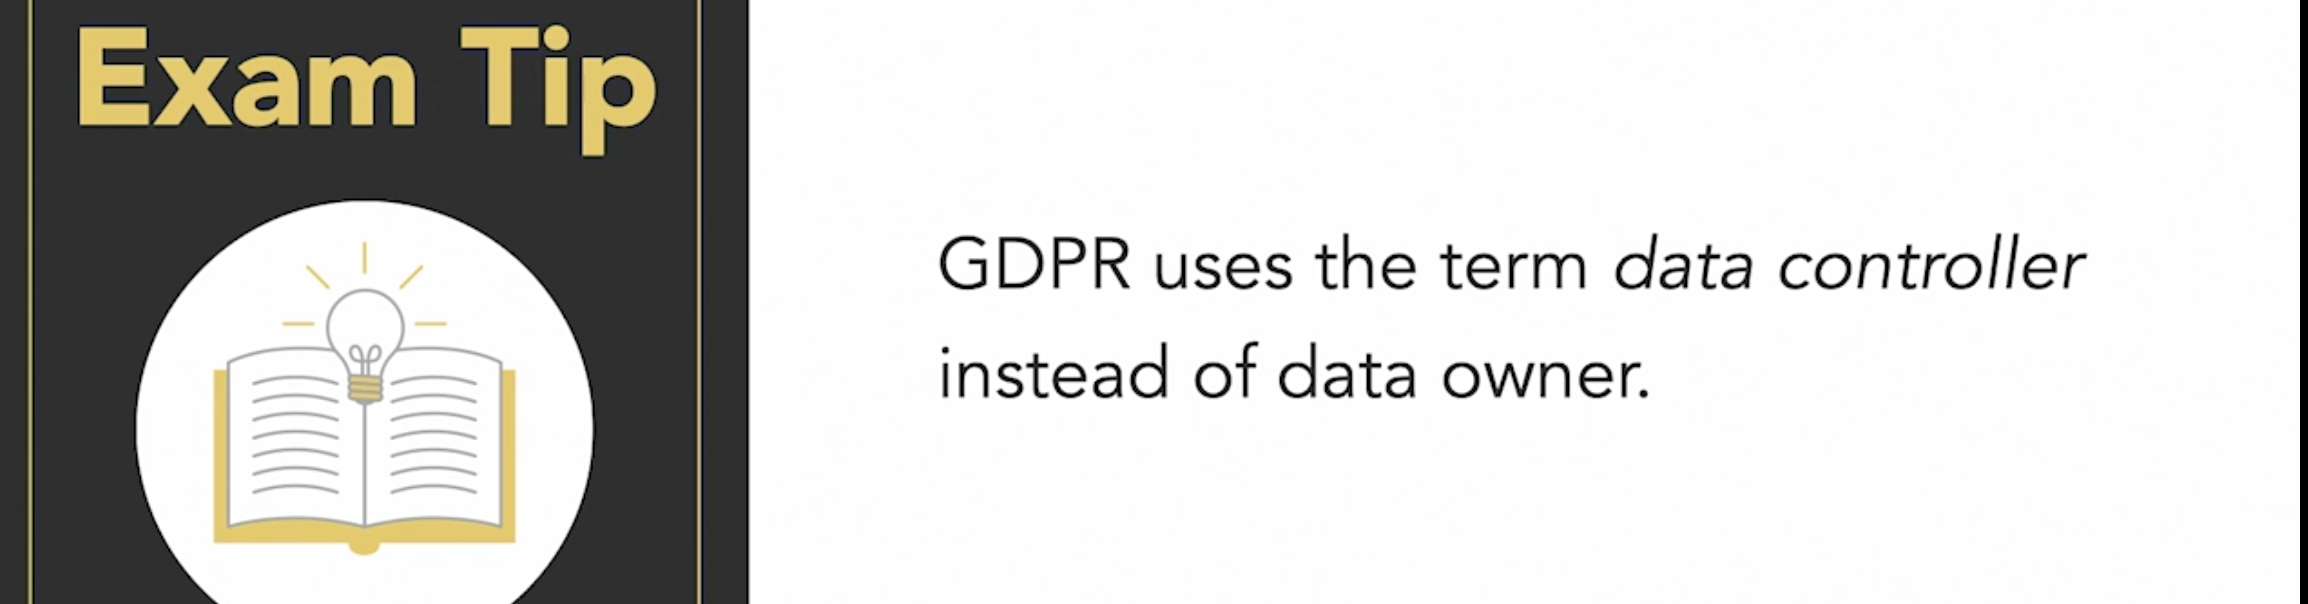 Exam Tip
GDPR uses the term data controller
instead of data owner.